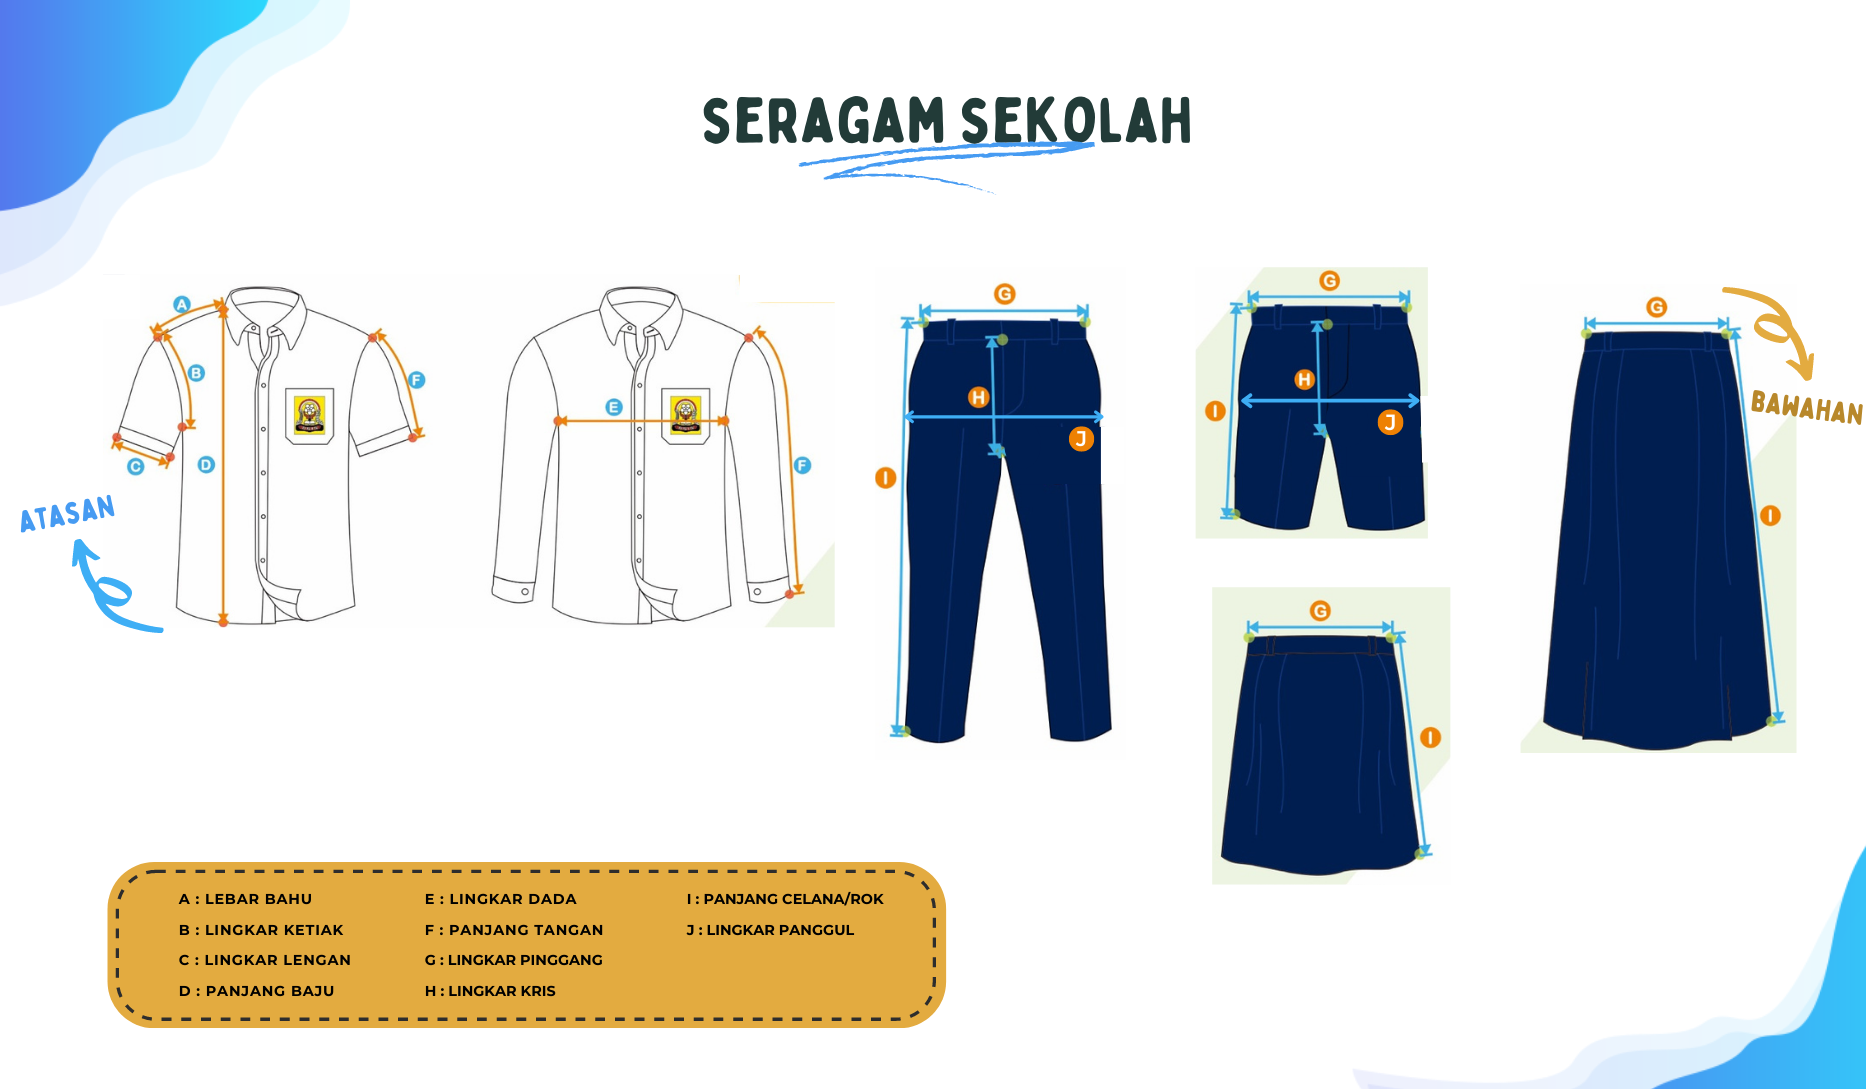 SERAGAM SEKOLAH
A
B
C
D
F
E
F
G
H
J
I
G
H
J
I
G
I
G
I
ATASAN
BAWAHAN
A : LEBAR BAHU
B : LINGKAR KETIAK
C : LINGKAR LENGAN
D : PANJANG BAJU
E : LINGKAR DADA
F : PANJANG TANGAN
G : LINGKAR PINGGANG
H : LINGKAR KRIS
I : PANJANG CELANA/ROK
J : LINGKAR PANGGUL